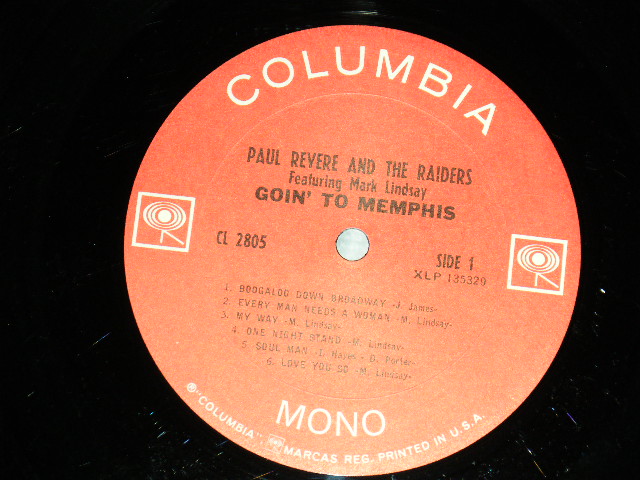 COLUMBIA
PAUL REVERE AND THE RAIDERS
Featuring Mark Lindsay
GOIN' TO MEMPHIS
CL 2805
SIDE 1
XLP 135329
1. BOOGALOO DOWN BROADWAY -J. James-
2. EVERY MAN NEEDS A WOMAN -M. Lindsay-
3. MY WAY -M. Lindsay-
4. ONE NIGHT STAND -M. Lindsay-
5. SOUL MAN -I. Hayes - D. Porter-
6. LOVE YOU SO -M. Lindsay-
MONO
® "COLUMBIA", MARCAS REG. PRINTED IN U.S.A.